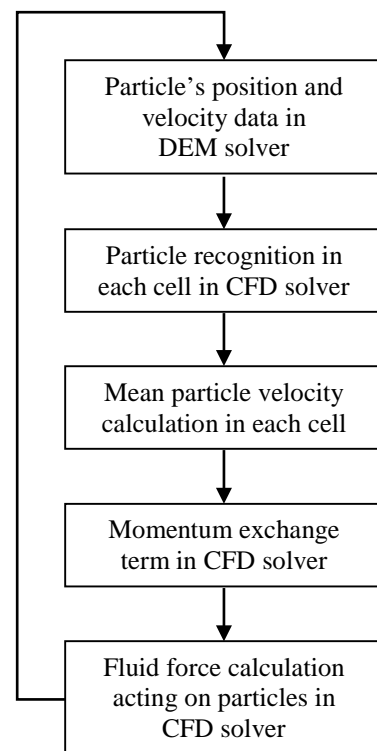 Particle’s position and
velocity data in
DEM solver
Particle recognition in
each cell in CFD solver
Mean particle velocity
calculation in each cell
Momentum exchange
term in CFD solver
Fluid force calculation
acting on particles in
CFD solver